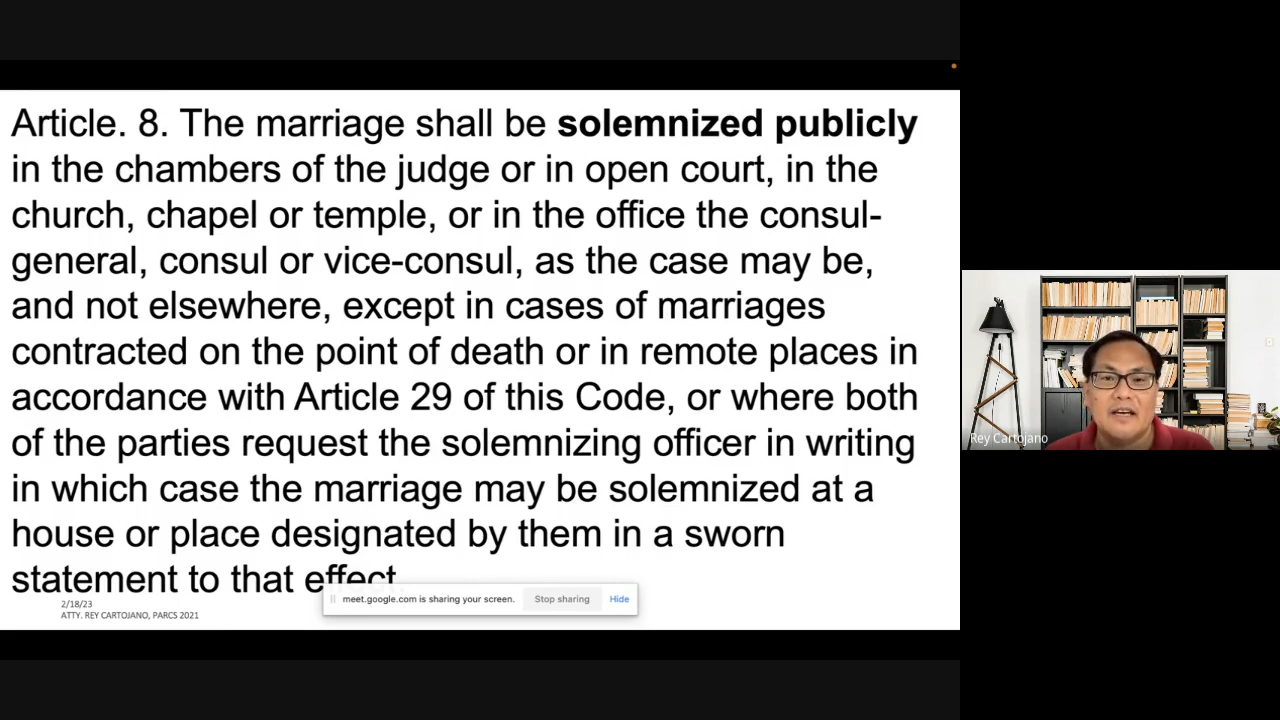 Article. 8. The marriage shall be solemnized publicly
in the chambers of the judge or in open court, in the
church, chapel or temple, or in the office the consul-
general, consul or vice-consul, as the case may be,
and not elsewhere, except in cases of marriages
contracted on the point of death or in remote places in
accordance with Article 29 of this Code, or where both
of the parties request the solemnizing officer in writing
in which case the marriage may be solemnized at a
house or place designated by them in a sworn
statement to that effect.
2/18/23
ATTY. REY CARTOJANO, PARCS 2021
meet.google.com is sharing your screen. Stop sharing Hide
Rey Cartojano